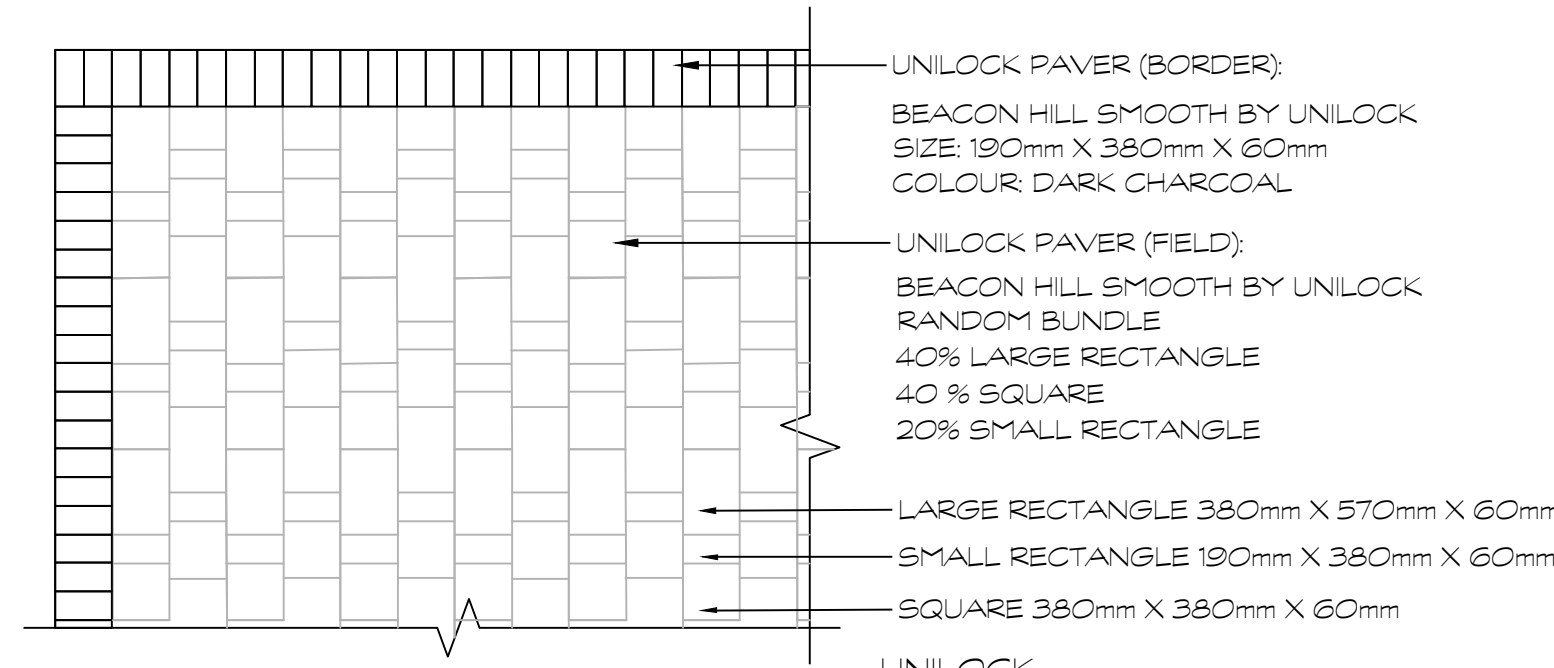 UNILOCK PAVER (BORDER):
BEACON HILL SMOOTH BY UNILOCK
SIZE: 190mm X 380mm X 60mm
COLOUR: DARK CHARCOAL
UNILOCK PAVER (FIELD):
BEACON HILL SMOOTH BY UNILOCK
RANDOM BUNDLE
40% LARGE RECTANGLE
40 % SQUARE
20% SMALL RECTANGLE
LARGE RECTANGLE 380mm X 570mm X 60mm
SMALL RECTANGLE 190mm X 380mm X 60mm
SQUARE 380mm X 380mm X 60mm
UNILOCK